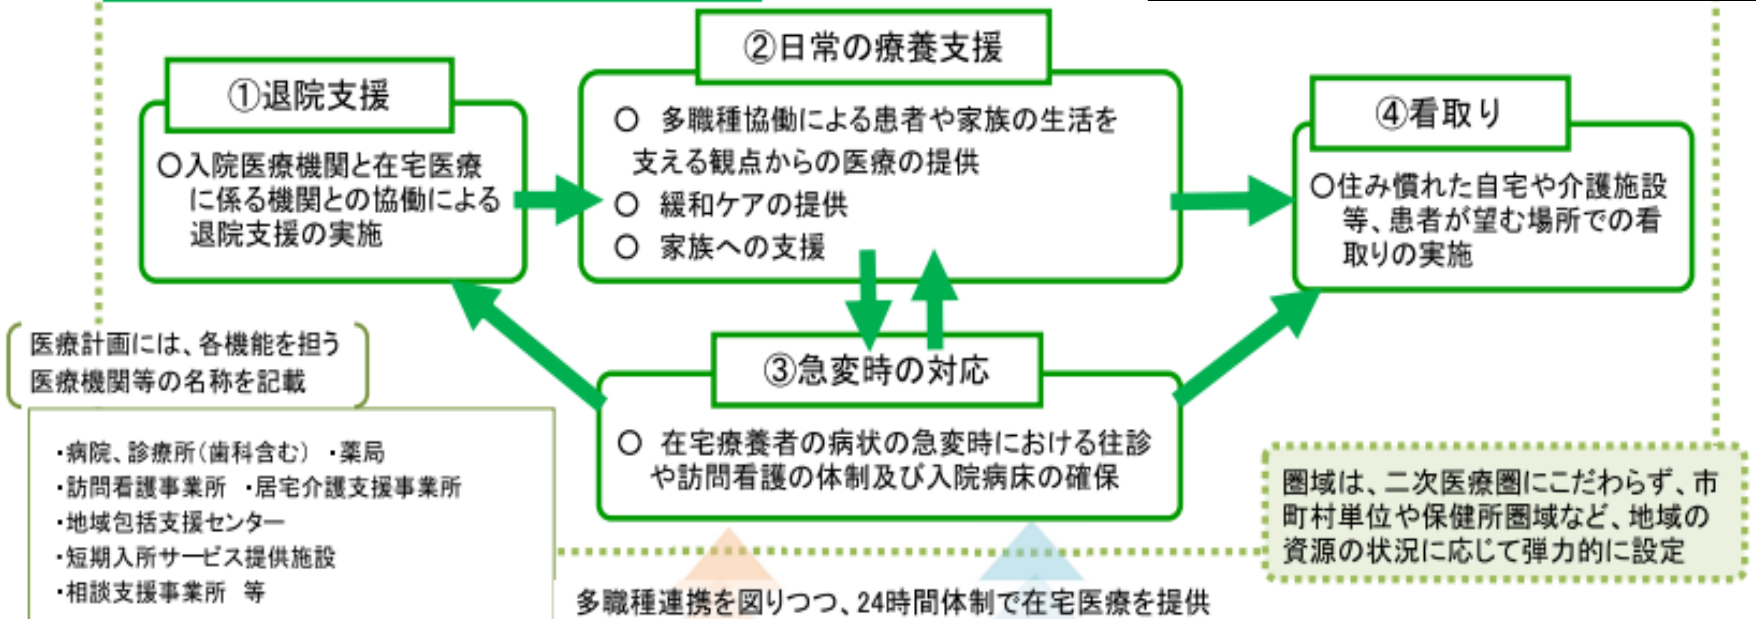 ①退院支援
〇入院医療機関と在宅医療
に係る機関との協働による
退院支援の実施
②日常の療養支援
〇 多職種協働による患者や家族の生活を
支える観点からの医療の提供
〇 緩和ケアの提供
〇 家族への支援
④看取り
〇住み慣れた自宅や介護施設
等、患者が望む場所での看
取りの実施
③急変時の対応
〇 在宅療養者の病状の急変時における往診
や訪問看護の体制及び入院病床の確保
医療計画には、各機能を担う
医療機関等の名称を記載
・病院、診療所(歯科含む) ・薬局
・訪問看護事業所 ・居宅介護支援事業所
・地域包括支援センター
・短期入所サービス提供施設
・相談支援事業所 等
圏域は、二次医療圏にこだわらず、市
町村単位や保健所圏域など、地域の
資源の状況に応じて弾力的に設定
多職種連携を図りつつ、24時間体制で在宅医療を提供